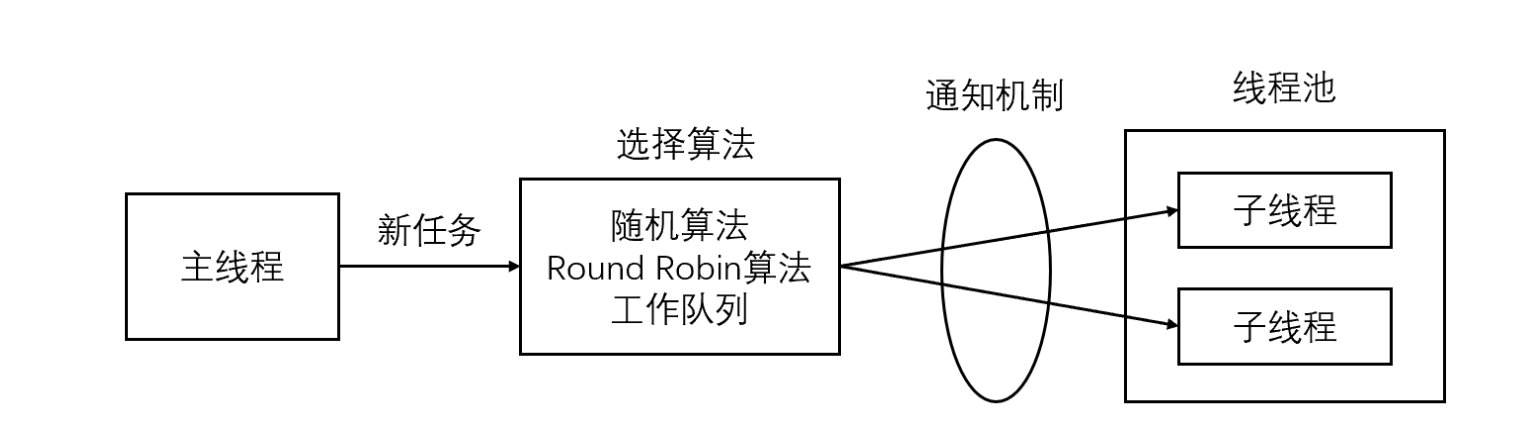 主线程
新任务
选择算法
随机算法
Round Robin算法
工作队列
通知机制
线程池
子线程
子线程